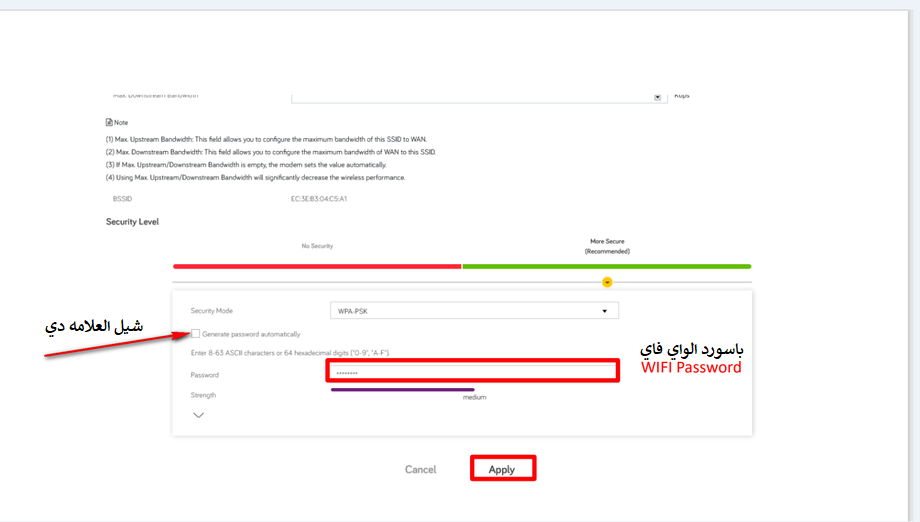 Max. Downstream Bandwidth Kbps
Note
(1) Max. Upstream Bandwidth: This field allows you to configure the maximum bandwidth of this SSID to WAN.
(2) Max. Downstream Bandwidth: This field allows you to configure the maximum bandwidth of WAN to this SSID.
(3) If Max. Upstream/Downstream Bandwidth is empty, the modem sets the value automatically.
(4) Using Max. Upstream/Downstream Bandwidth will significantly decrease the wireless performance.
BSSID EC:3E:B3:04:C5:A1
Security Level
No Security
More Secure
(Recommended)
Security Mode WPA-PSK
شيل العلامه دي
Generate password automatically
Enter 8-63 ASCII characters or 64 hexadecimal digits ("0-9", "A-F").
باسورد الواي فاي
WIFI Password
Password ••••••••
Strength
medium
Cancel Apply